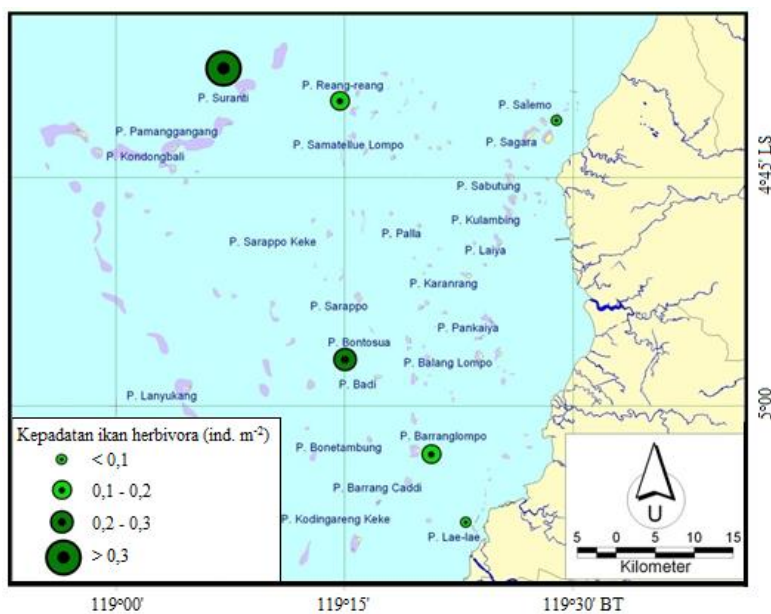 P. Suranti
P. Reang-reang
P. Salemo
P. Pamanggangang
P. Samatellue Lompo
P. Sagara
P. Kondongbali
4°45' LS
P. Sabutung
P. Kulambing
P. Sarappo Keke
P. Palla
P. Laiya
P. Karanrang
P. Sarappo
P. Pankaiya
P. Bontosua
P. Balang Lompo
P. Badi
P. Lanyukang
5°00'
Kepadatan ikan herbivora (ind. m⁻²)
< 0,1
0,1 - 0,2
0,2 - 0,3
> 0,3
P. Barranglompo
P. Bonetambung
P. Barrang Caddi
P. Kodingareng Keke
P. Lae-lae
U
5 0 5 10 15
Kilometer
119°00' 119°15' 119°30' BT